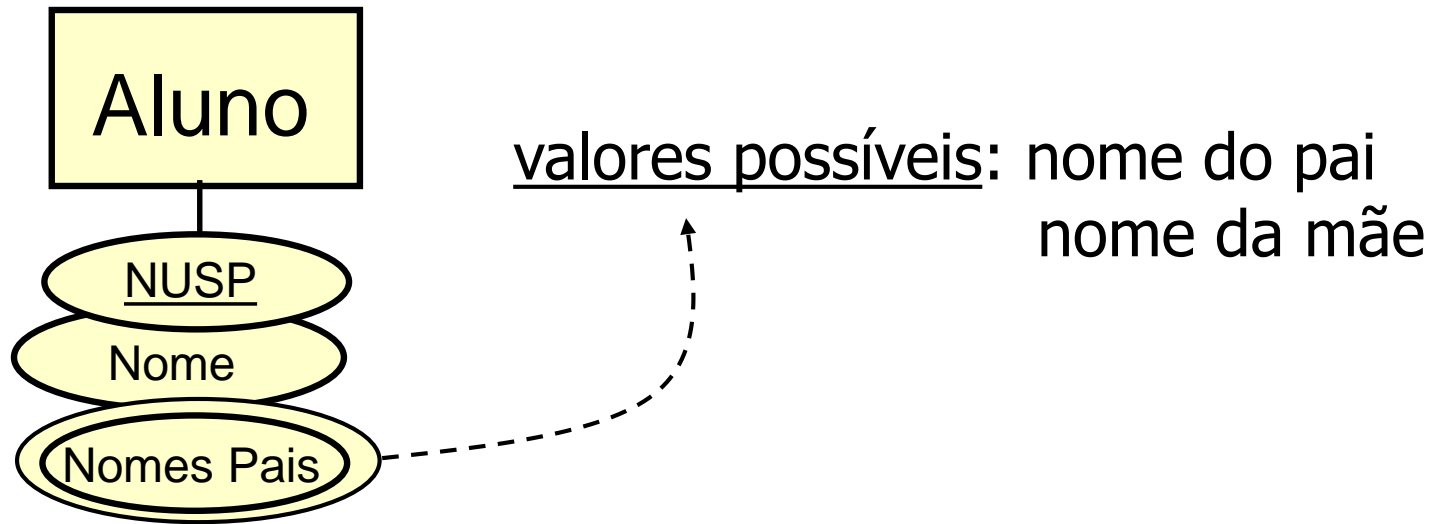 Aluno
valores possíveis: nome do pai
nome da mãe
NUSP
Nome
Nomes Pais